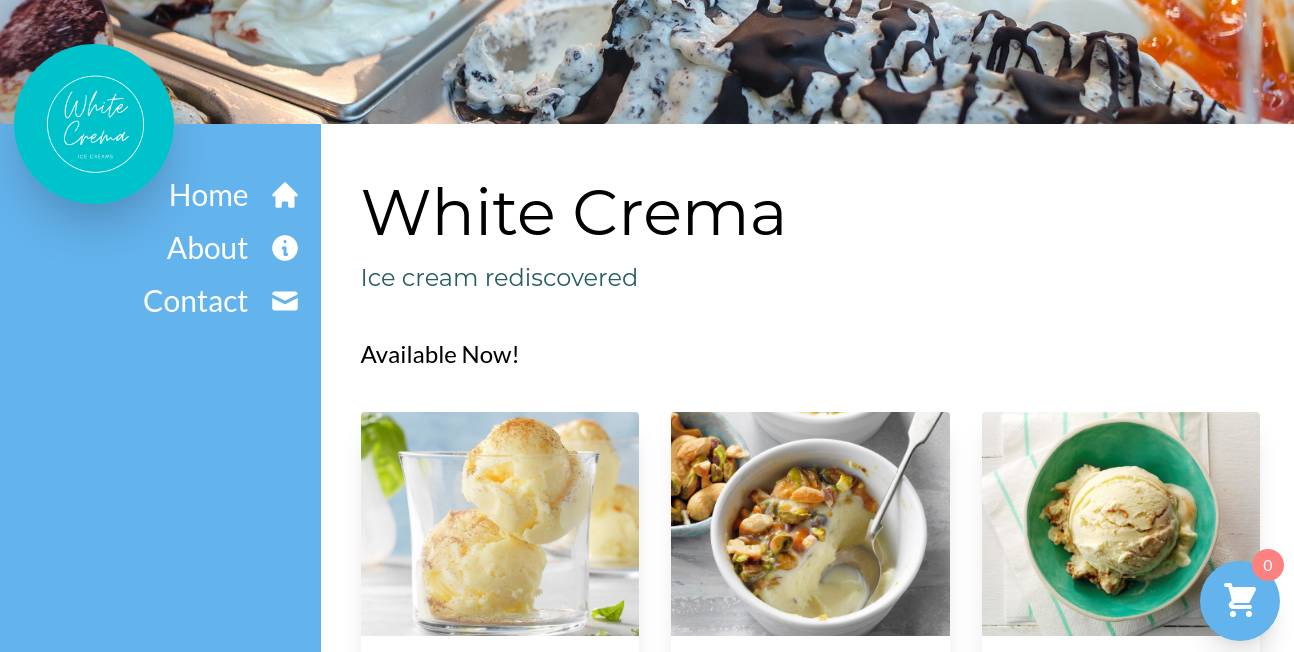 White
Crema
ICE CREAMS
Home
About
Contact
White Crema
Ice cream rediscovered
Available Now!
0